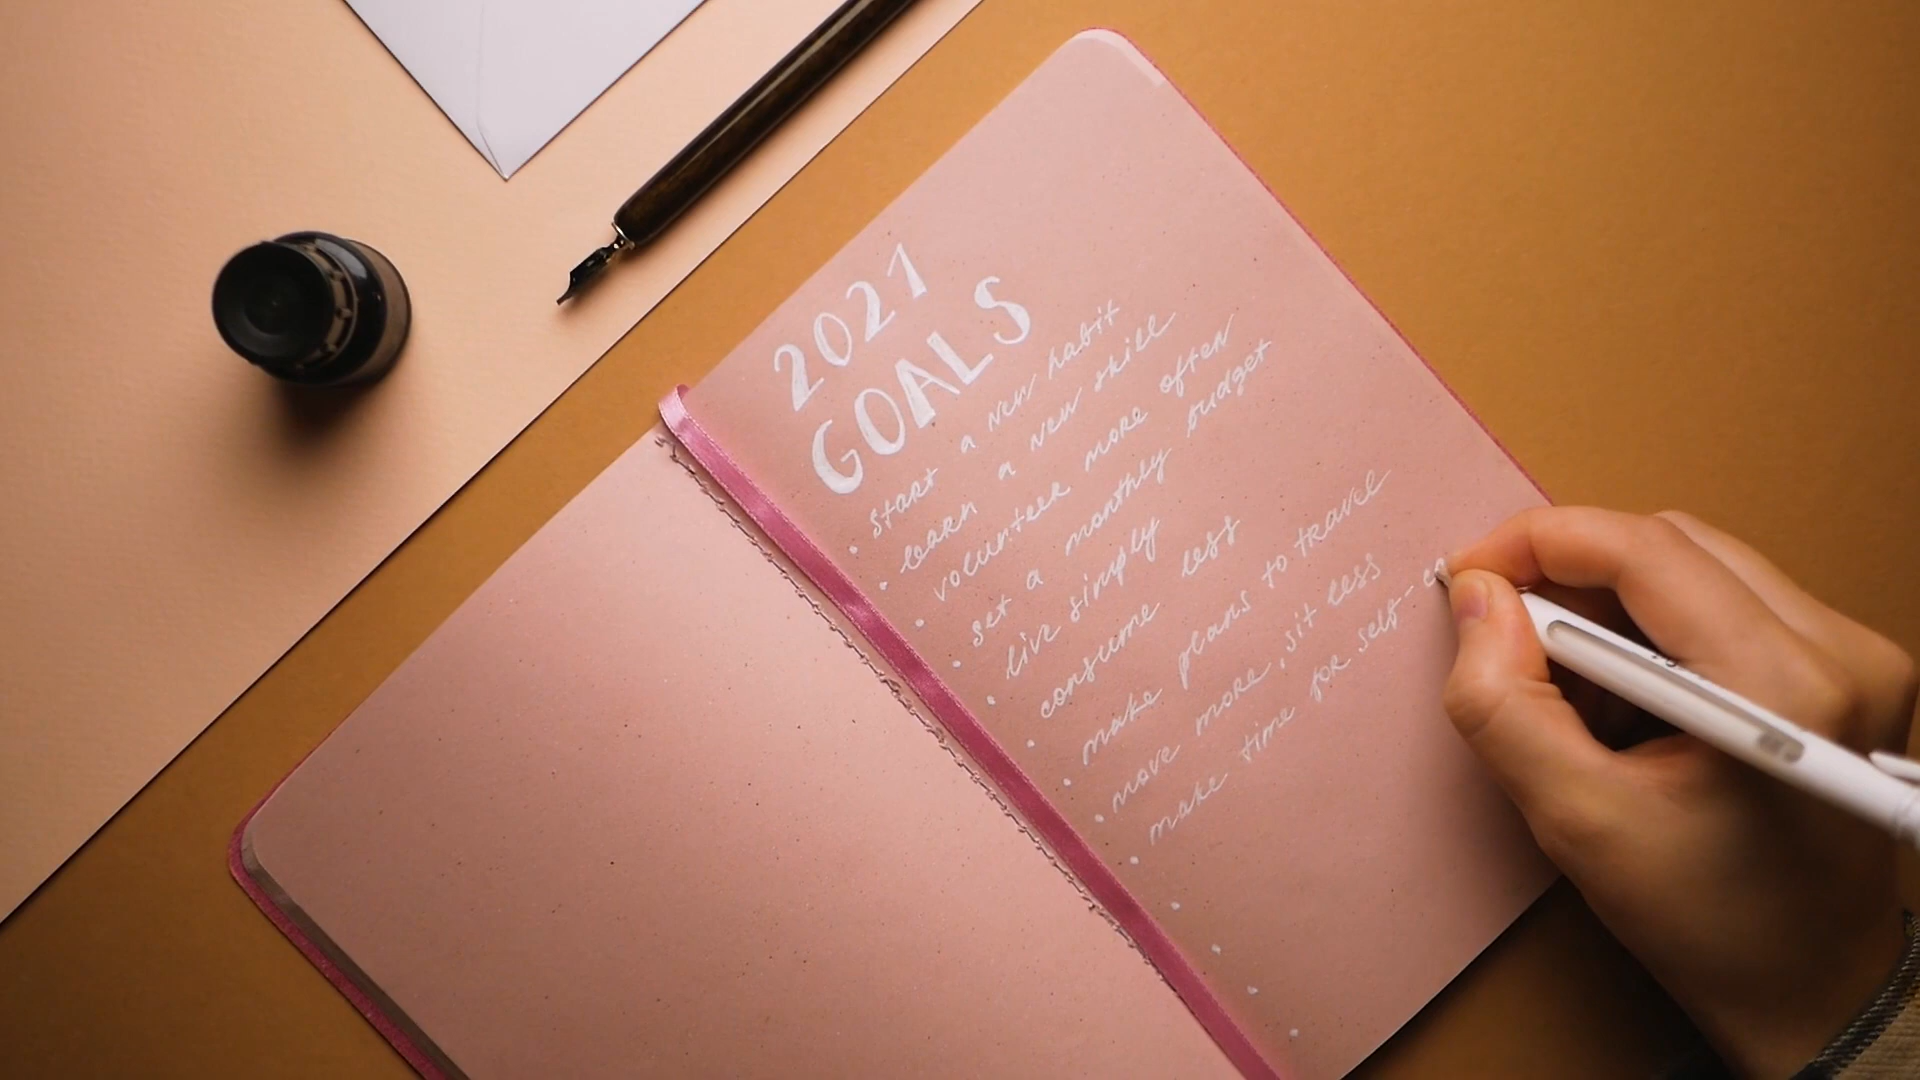 2021
GOALS
• start a new habit
• learn a new skill
• volunteer more often
• set a monthly budget
• live simply
• consume less
• make plans to travel
• move more, sit less
• make time for self-ca